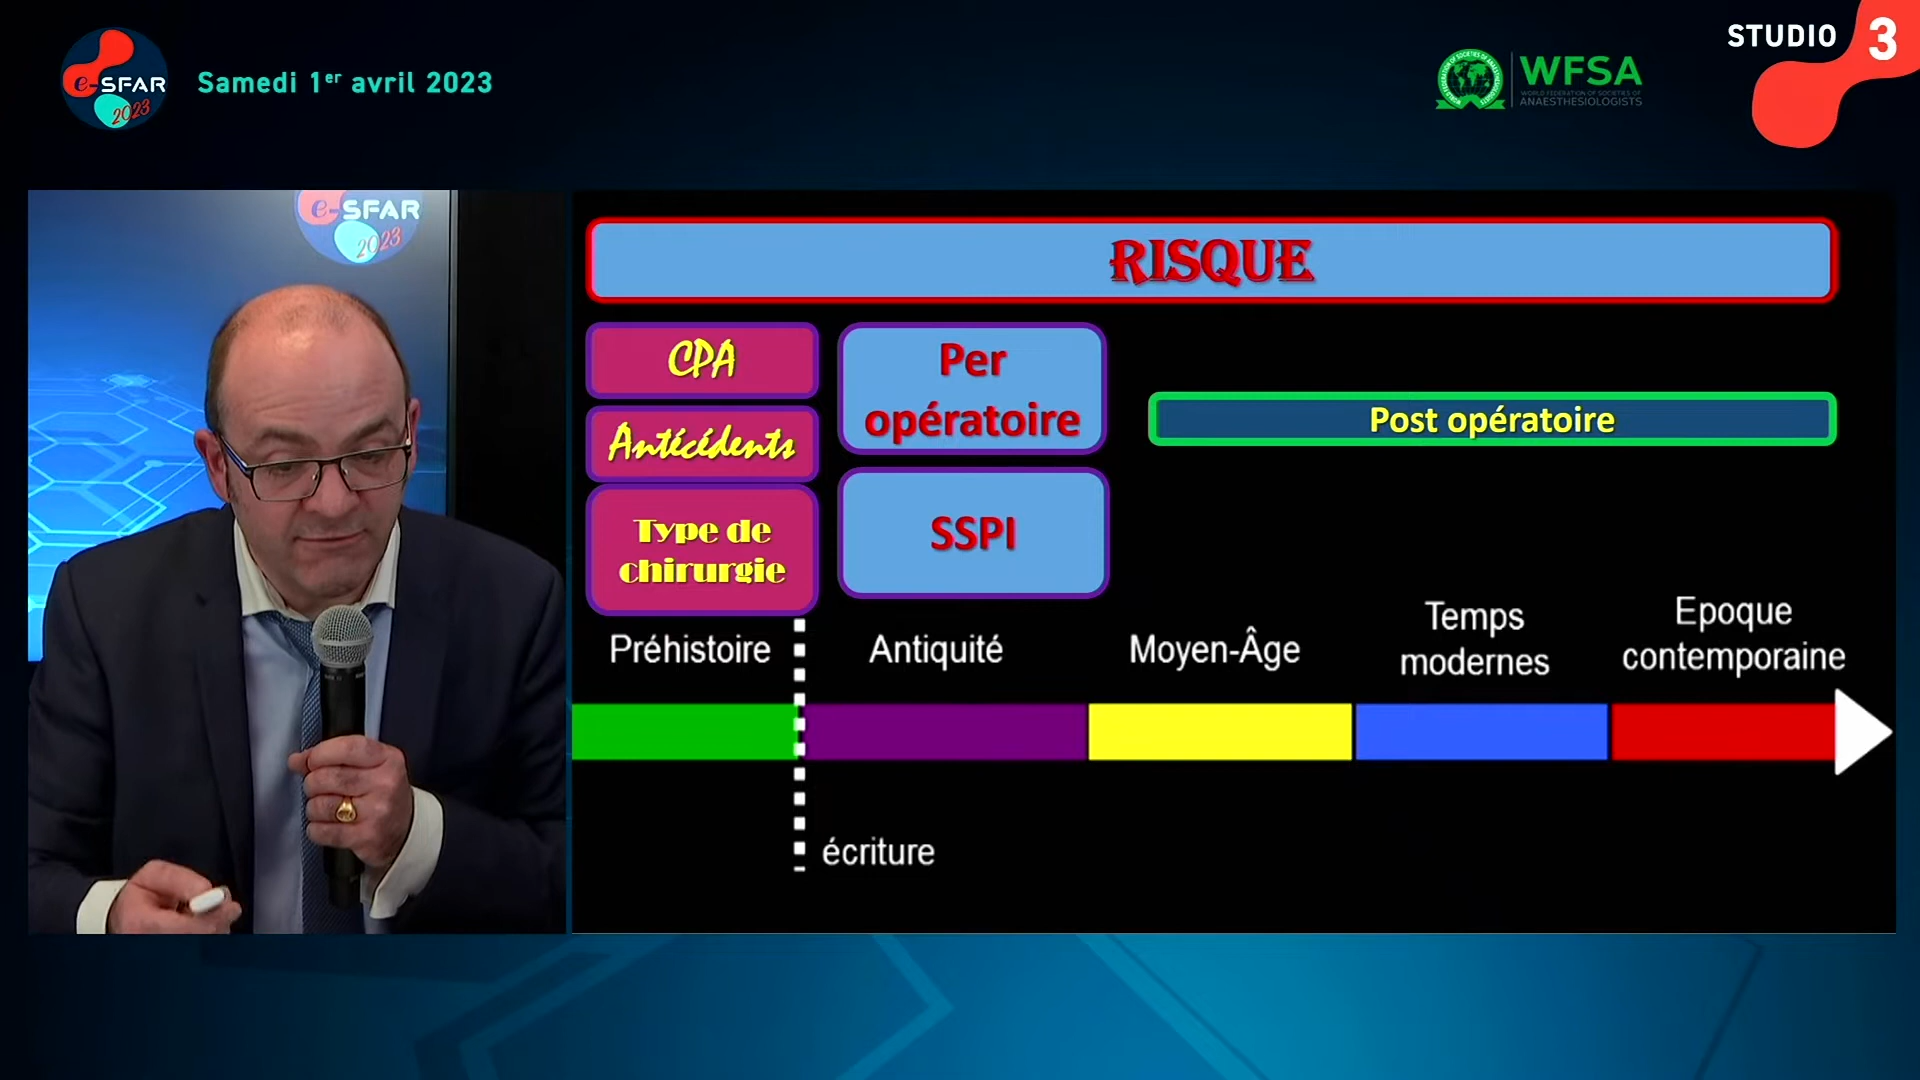 e-SFAR
2023
Samedi 1er avril 2023
WFSA
WORLD FEDERATION OF SOCIETIES OF
ANAESTHESIOLOGISTS
STUDIO 3
e-SFAR
2023
RISQUE
CPA
Antécédents
Type de
chirurgie
Per
opératoire
SSPI
Post opératoire
Préhistoire
Antiquité
Moyen-Âge
Temps
modernes
Epoque
contemporaine
écriture